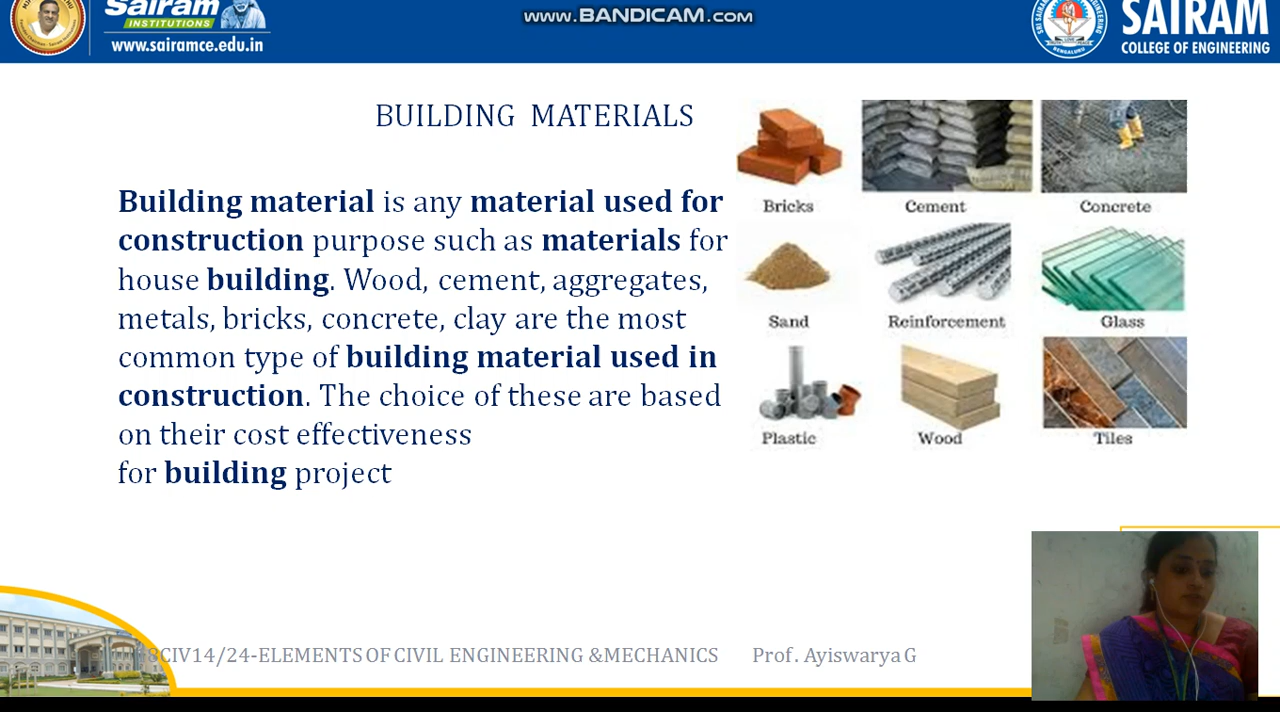 Sairam
INSTITUTIONS
www.sairamce.edu.in
www.BANDICAM.com
SAIRAM
COLLEGE OF ENGINEERING
BUILDING MATERIALS
Building material is any material used for
construction purpose such as materials for
house building. Wood, cement, aggregates,
metals, bricks, concrete, clay are the most
common type of building material used in
construction. The choice of these are based
on their cost effectiveness
for building project
Bricks
Cement
Concrete
Sand
Reinforcement
Glass
Plastic
Wood
Tiles
8CIV14/24-ELEMENTS OF CIVIL ENGINEERING &MECHANICS
Prof. Ayiswarya G